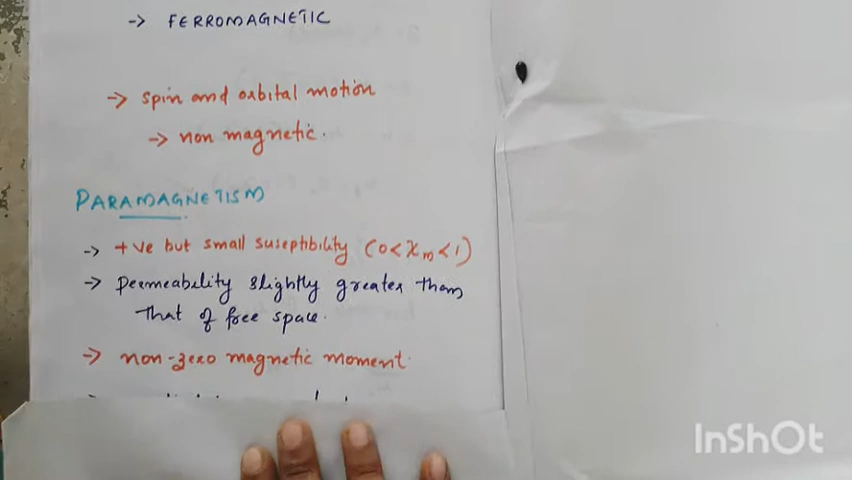 -> FERROMAGNETIC
-> spin and orbital motion
-> non magnetic.
PARAMAGNETISM
-> +ve but small suseptibility (0 < χm < 1)
-> permeability slightly greater than
that of free space.
-> non-zero magnetic moment.
InShOt